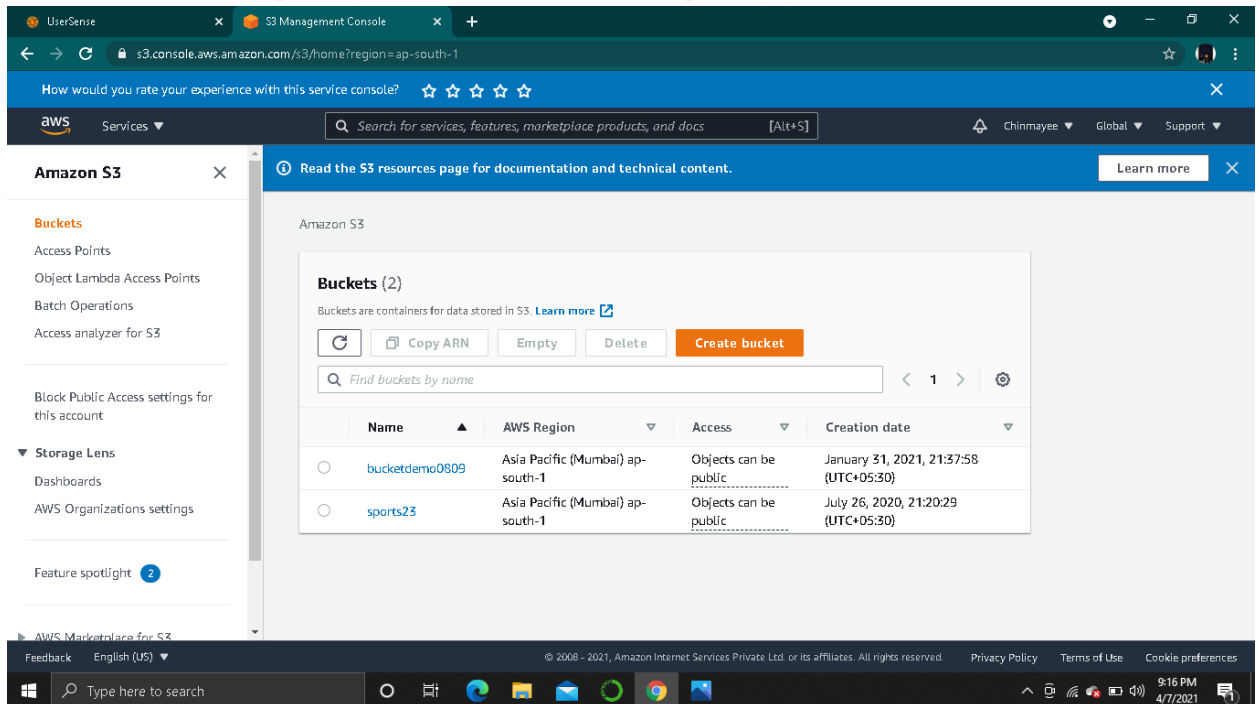 UserSense
S3 Management Console
s3.console.aws.amazon.com/s3/home?region=ap-south-1
How would you rate your experience with this service console?
aws
Services
Search for services, features, marketplace products, and docs
[Alt+S]
Chinmayee
Global
Support
Amazon S3
Buckets
Access Points
Object Lambda Access Points
Batch Operations
Access analyzer for S3
Block Public Access settings for
this account
Storage Lens
Dashboards
AWS Organizations settings
Feature spotlight 2
AWS Marketplace for S3
Read the S3 resources page for documentation and technical content.
Learn more
Amazon S3
Buckets (2)
Buckets are containers for data stored in S3. Learn more
Copy ARN
Empty
Delete
Create bucket
Find buckets by name
1
Name
AWS Region
Access
Creation date
bucketdemo0809
Asia Pacific (Mumbai) ap-
south-1
Objects can be
public
January 31, 2021, 21:37:58
(UTC+05:30)
sports23
Asia Pacific (Mumbai) ap-
south-1
Objects can be
public
July 26, 2020, 21:20:29
(UTC+05:30)
Feedback
English (US)
© 2008 - 2021, Amazon Internet Services Private Ltd. or its affiliates. All rights reserved.
Privacy Policy
Terms of Use
Cookie preferences
Type here to search
9:16 PM
4/7/2021
1